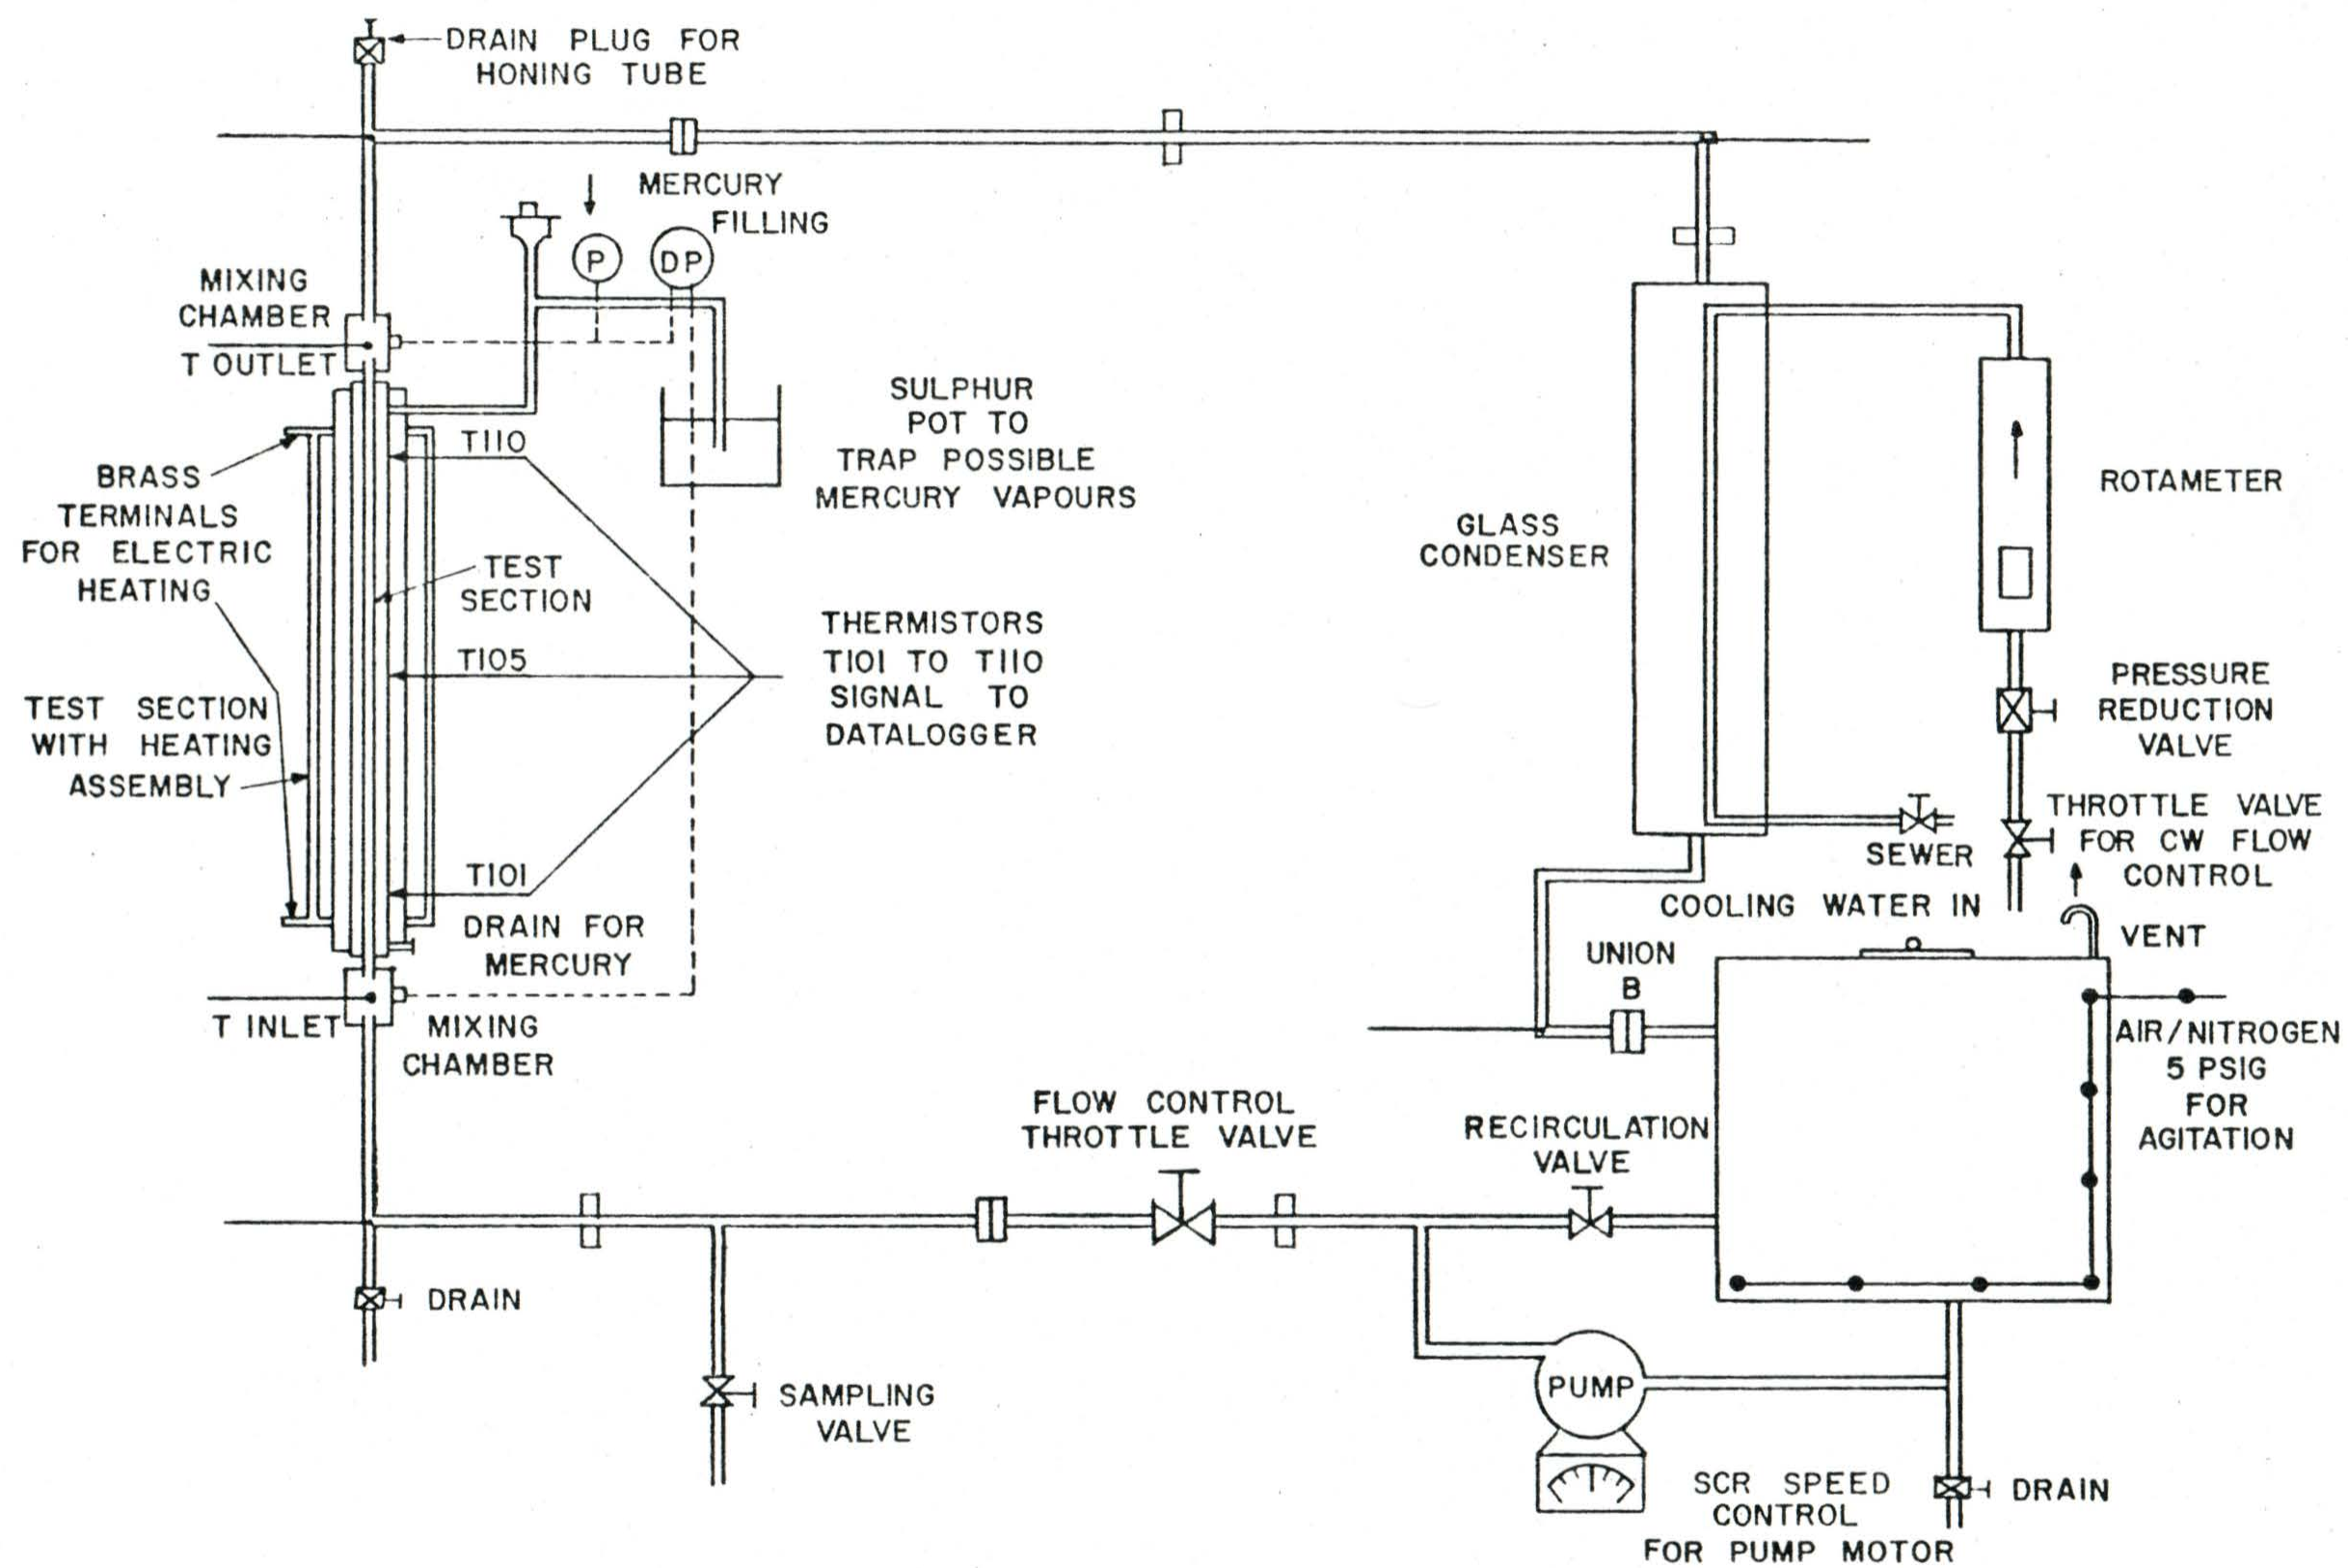 DRAIN PLUG FOR
HONING TUBE
MERCURY
FILLING
P
DP
MIXING
CHAMBER
T OUTLET
BRASS
TERMINALS
FOR ELECTRIC
HEATING
T110
TEST
SECTION
T105
TEST SECTION
WITH HEATING
ASSEMBLY
T101
DRAIN FOR
MERCURY
T INLET
MIXING
CHAMBER
SULPHUR
POT TO
TRAP POSSIBLE
MERCURY VAPOURS
THERMISTORS
T101 TO T110
SIGNAL TO
DATALOGGER
GLASS
CONDENSER
ROTAMETER
PRESSURE
REDUCTION
VALVE
THROTTLE VALVE
FOR CW FLOW
CONTROL
SEWER
COOLING WATER IN
VENT
UNION
B
AIR/NITROGEN
5 PSIG
FOR
AGITATION
FLOW CONTROL
THROTTLE VALVE
RECIRCULATION
VALVE
DRAIN
SAMPLING
VALVE
PUMP
SCR SPEED
CONTROL
FOR PUMP MOTOR
DRAIN